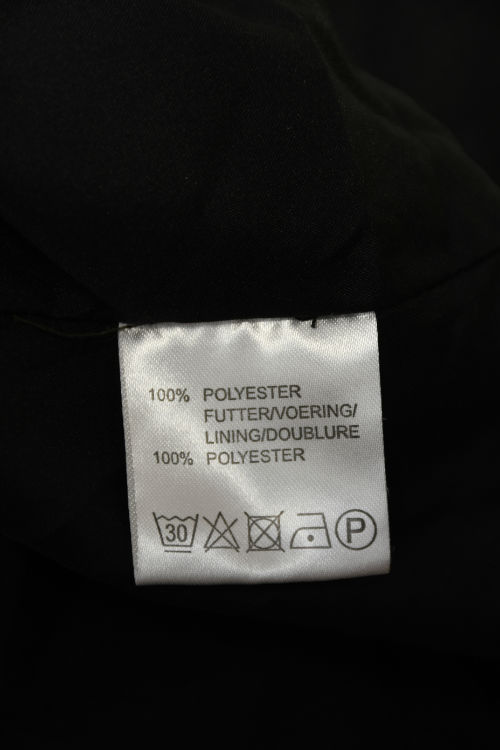 100% POLYESTER
FUTTER/VOERING/
LINING/DOUBLURE
100% POLYESTER
30 P